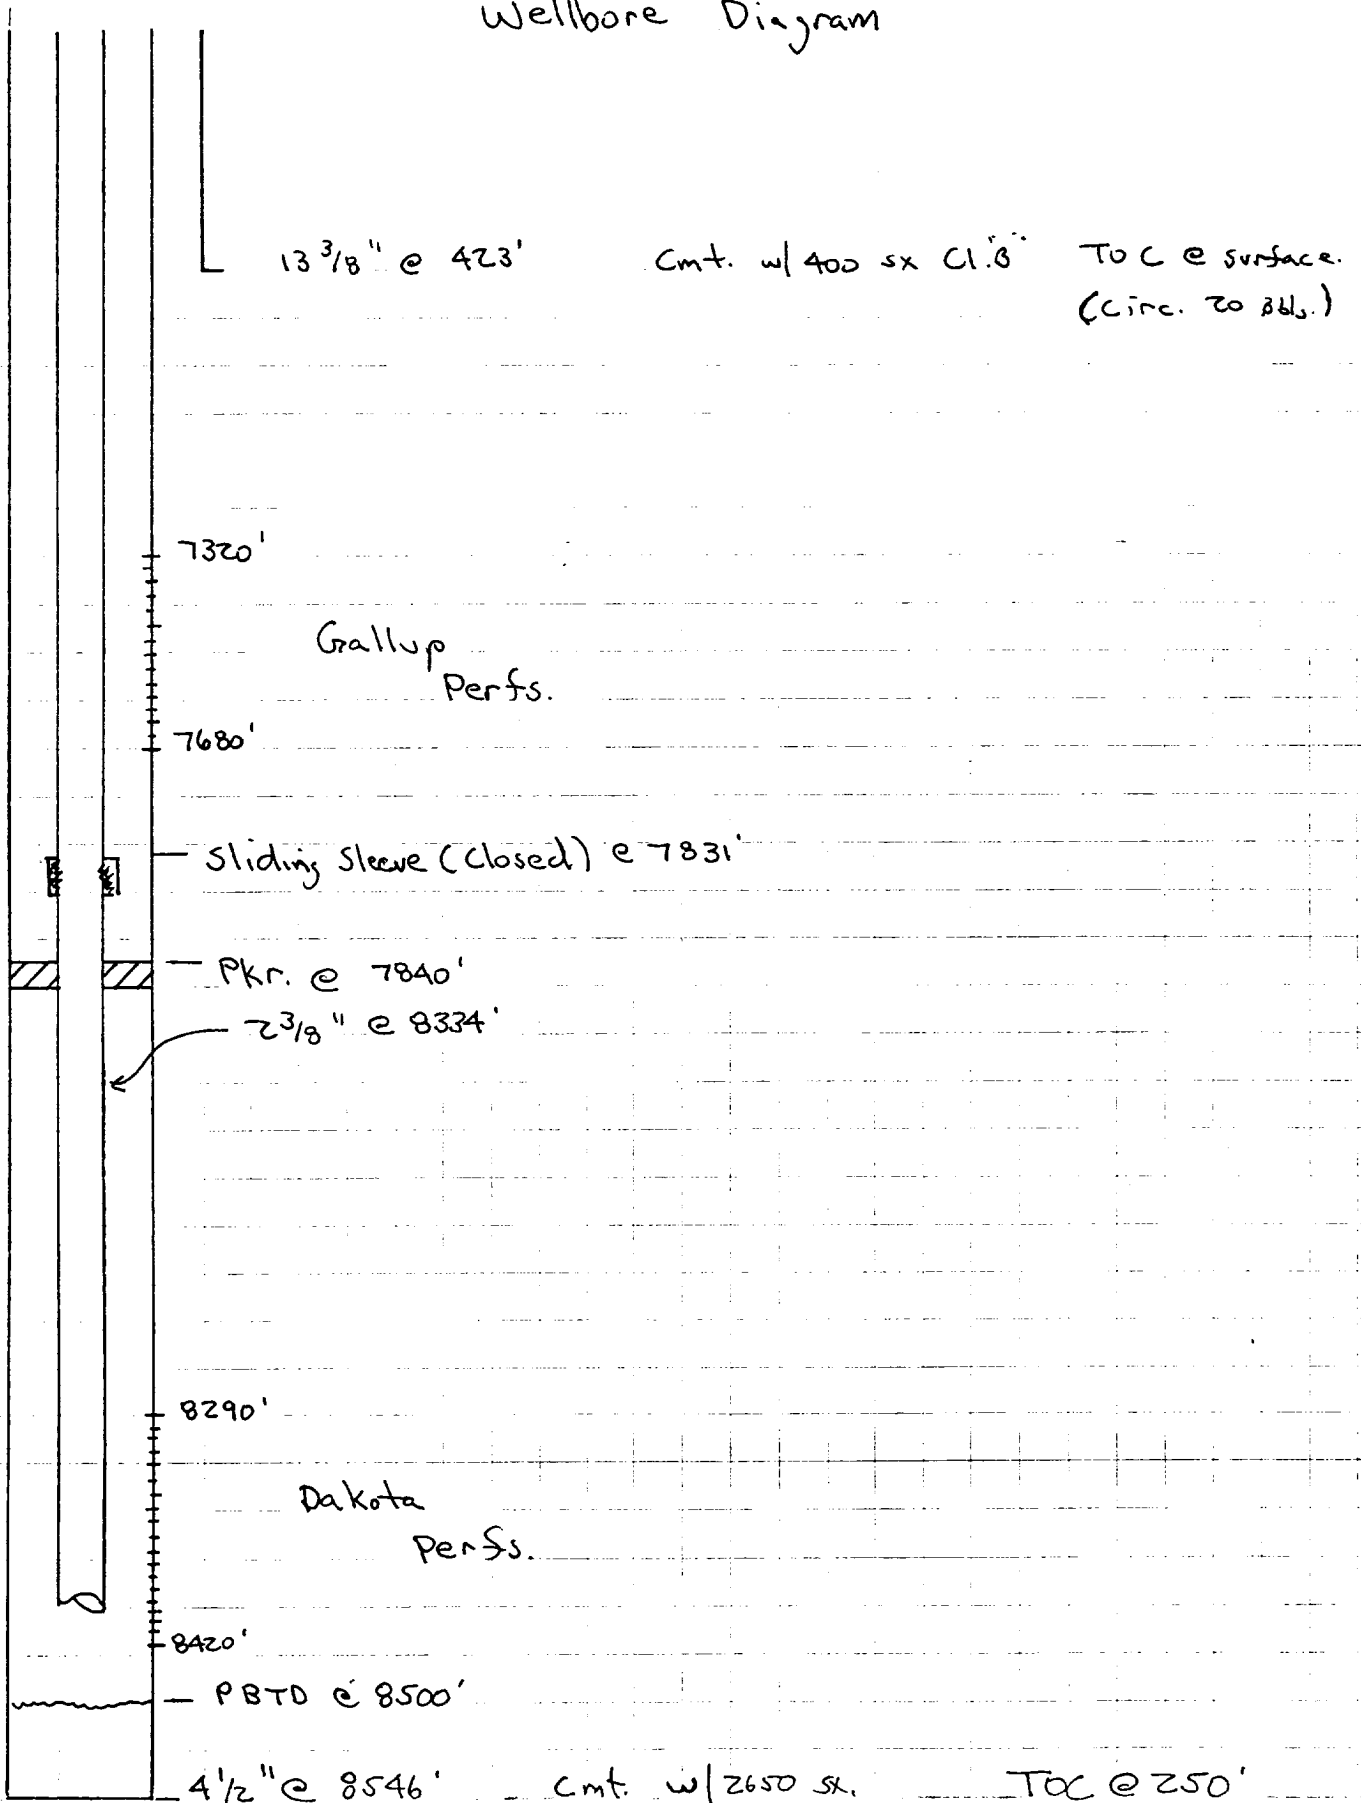 Wellbore Diagram
13 3/8" @ 423' Cmt. w/ 400 sx Cl. "B" TOC @ surface.
(Circ. 20 Bbls.)
7320'
Gallup
Perfs.
7680'
Sliding Sleeve (Closed) @ 7831'
Pkr. @ 7840'
2 3/8" @ 8334'
8290'
Dakota
Perfs.
8420'
PBTD @ 8500'
4 1/2" @ 8546' Cmt. w/ 2650 sx. TOC @ 250'